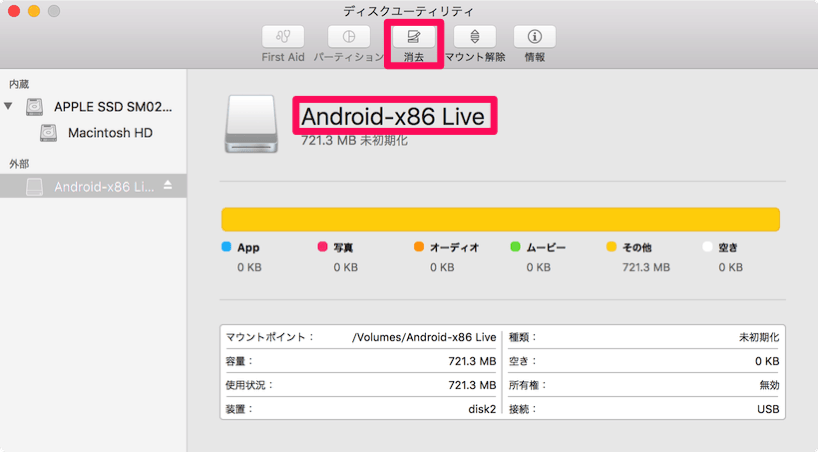 ディスクユーティリティ
First Aid パーティション 消去 マウント解除 情報
内蔵
APPLE SSD SM02...
Macintosh HD
外部
Android-x86 Li...
Android-x86 Live
721.3 MB 未初期化
App 写真 オーディオ ムービー その他 空き
0 KB 0 KB 0 KB 0 KB 721.3 MB 0 KB
マウントポイント： /Volumes/Android-x86 Live 種類： 未初期化
容量： 721.3 MB 空き： 0 KB
使用状況： 721.3 MB 所有権： 無効
装置： disk2 接続： USB